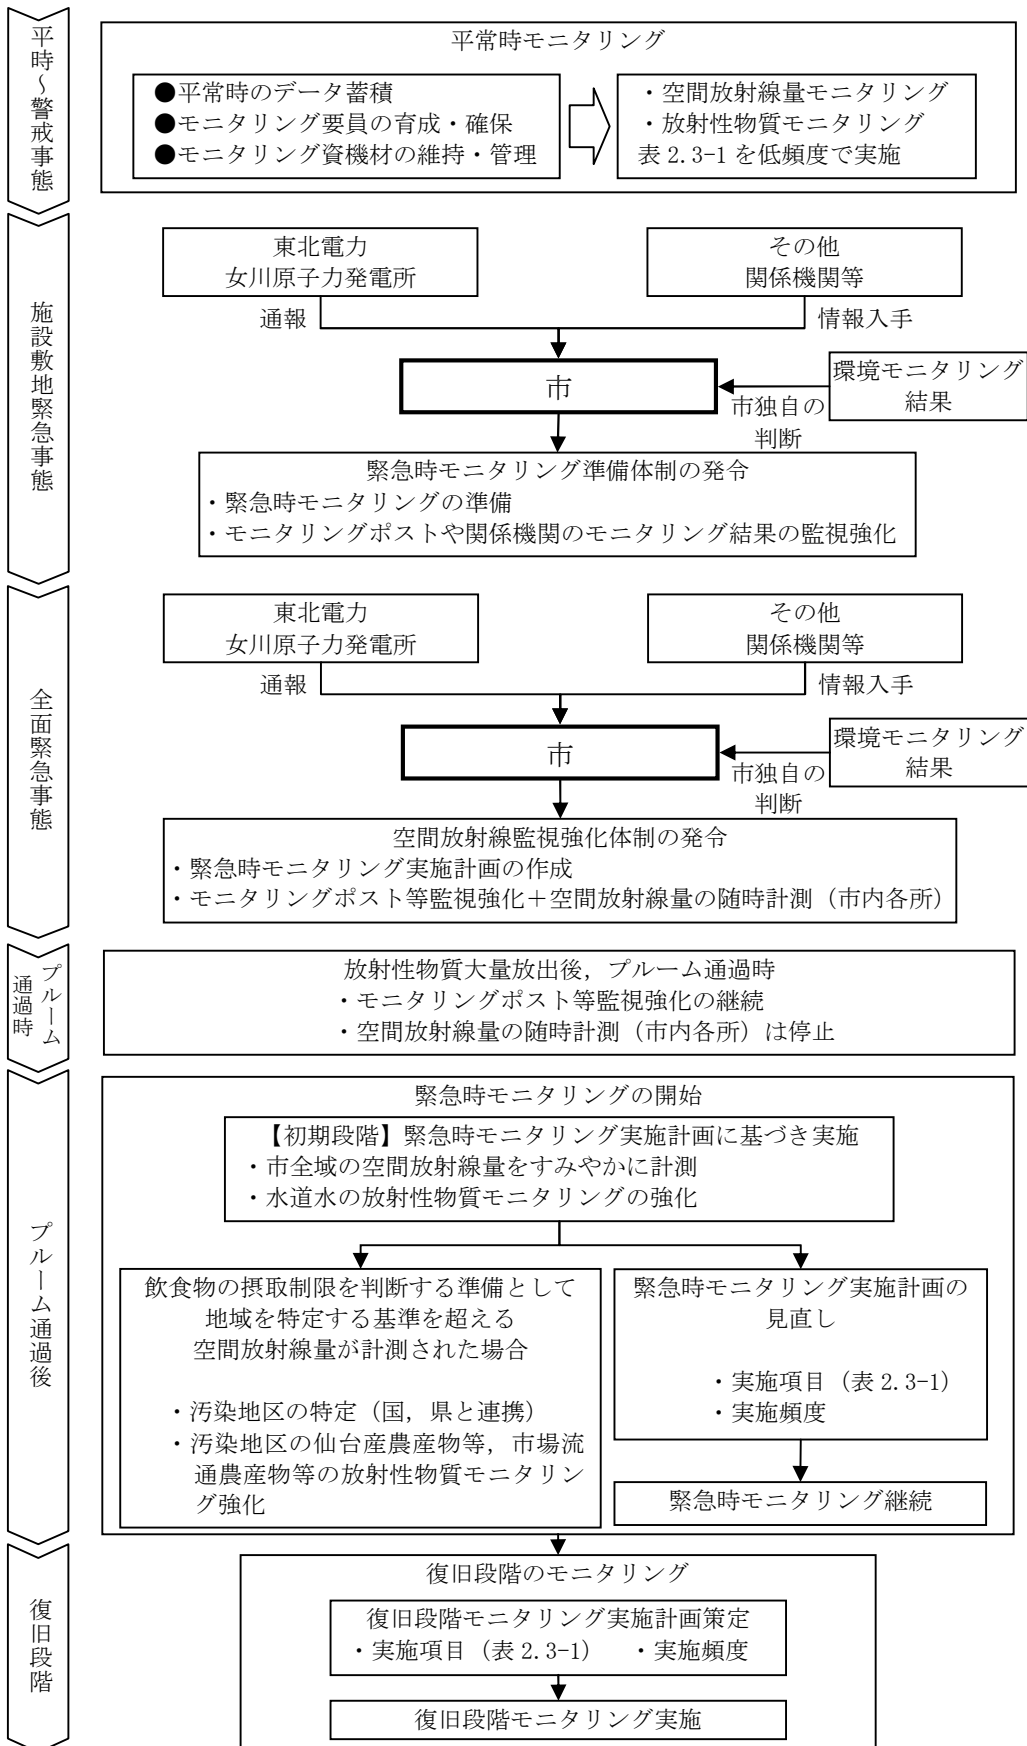 平時～警戒事態
平常時モニタリング
●平常時のデータ蓄積
●モニタリング要員の育成・確保
●モニタリング資機材の維持・管理
・空間放射線量モニタリング
・放射性物質モニタリング
表 2.3-1 を低頻度で実施
施設敷地緊急事態
東北電力
女川原子力発電所
その他
関係機関等
通報
情報入手
市
環境モニタリング
結果
市独自の
判断
緊急時モニタリング準備体制の発令
・緊急時モニタリングの準備
・モニタリングポストや関係機関のモニタリング結果の監視強化
全面緊急事態
東北電力
女川原子力発電所
その他
関係機関等
通報
情報入手
市
環境モニタリング
結果
市独自の
判断
空間放射線監視強化体制の発令
・緊急時モニタリング実施計画の作成
・モニタリングポスト等監視強化＋空間放射線量の随時計測（市内各所）
プルーム
通過時
放射性物質大量放出後，プルーム通過時
・モニタリングポスト等監視強化の継続
・空間放射線量の随時計測（市内各所）は停止
プルーム通過後
緊急時モニタリングの開始
【初期段階】緊急時モニタリング実施計画に基づき実施
・市全域の空間放射線量をすみやかに計測
・水道水の放射性物質モニタリングの強化
飲食物の摂取制限を判断する準備として
地域を特定する基準を超える
空間放射線量が計測された場合
・汚染地区の特定（国，県と連携）
・汚染地区の仙台産農産物等，市場流
通農産物等の放射性物質モニタリン
グ強化
緊急時モニタリング実施計画の
見直し
・実施項目（表 2.3-1）
・実施頻度
緊急時モニタリング継続
復旧段階
復旧段階のモニタリング
復旧段階モニタリング実施計画策定
・実施項目（表 2.3-1）　・実施頻度
復旧段階モニタリング実施